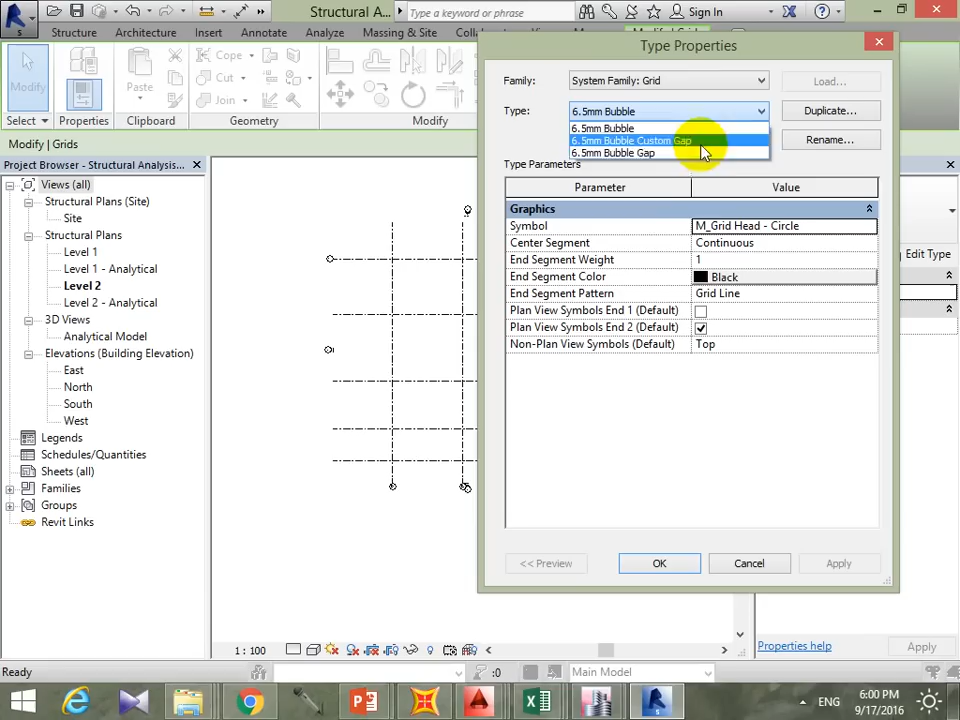 Structural A...
Type a keyword or phrase
Sign In
Structure
Architecture
Insert
Annotate
Analyze
Massing & Site
Modify
Select
Properties
Paste
Clipboard
Cope
Cut
Join
Geometry
Modify
Modify | Grids
Project Browser - Structural Analysis...
Views (all)
Structural Plans (Site)
Site
Structural Plans
Level 1
Level 1 - Analytical
Level 2
Level 2 - Analytical
3D Views
Analytical Model
Elevations (Building Elevation)
East
North
South
West
Legends
Schedules/Quantities
Sheets (all)
Families
Groups
Revit Links
Type Properties
Family:
System Family: Grid
Load...
Type:
6.5mm Bubble
Duplicate...
6.5mm Bubble
6.5mm Bubble Custom Gap
6.5mm Bubble Gap
Rename...
Type Parameters
Parameter
Value
Graphics
Symbol
M_Grid Head - Circle
Center Segment
Continuous
End Segment Weight
1
End Segment Color
Black
End Segment Pattern
Grid Line
Plan View Symbols End 1 (Default)
Plan View Symbols End 2 (Default)
Non-Plan View Symbols (Default)
Top
<< Preview
OK
Cancel
Apply
Edit Type
1 : 100
Properties help
Apply
Ready
:0
Main Model
ENG
6:00 PM
9/17/2016